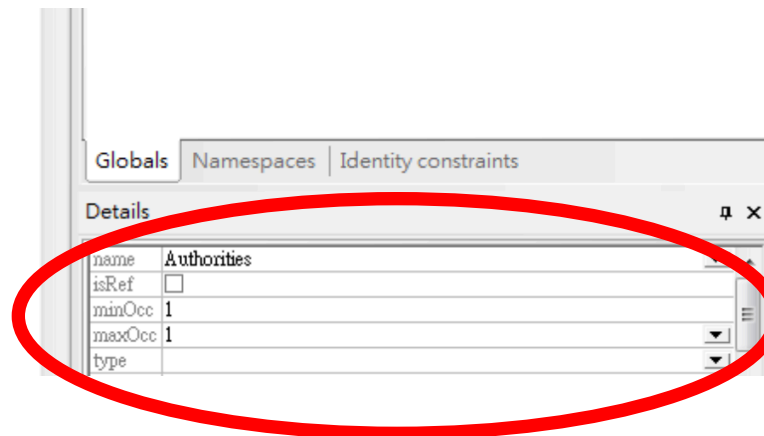 Globals Namespaces Identity constraints
Details
name Authorities
isRef
minOcc 1
maxOcc 1
type